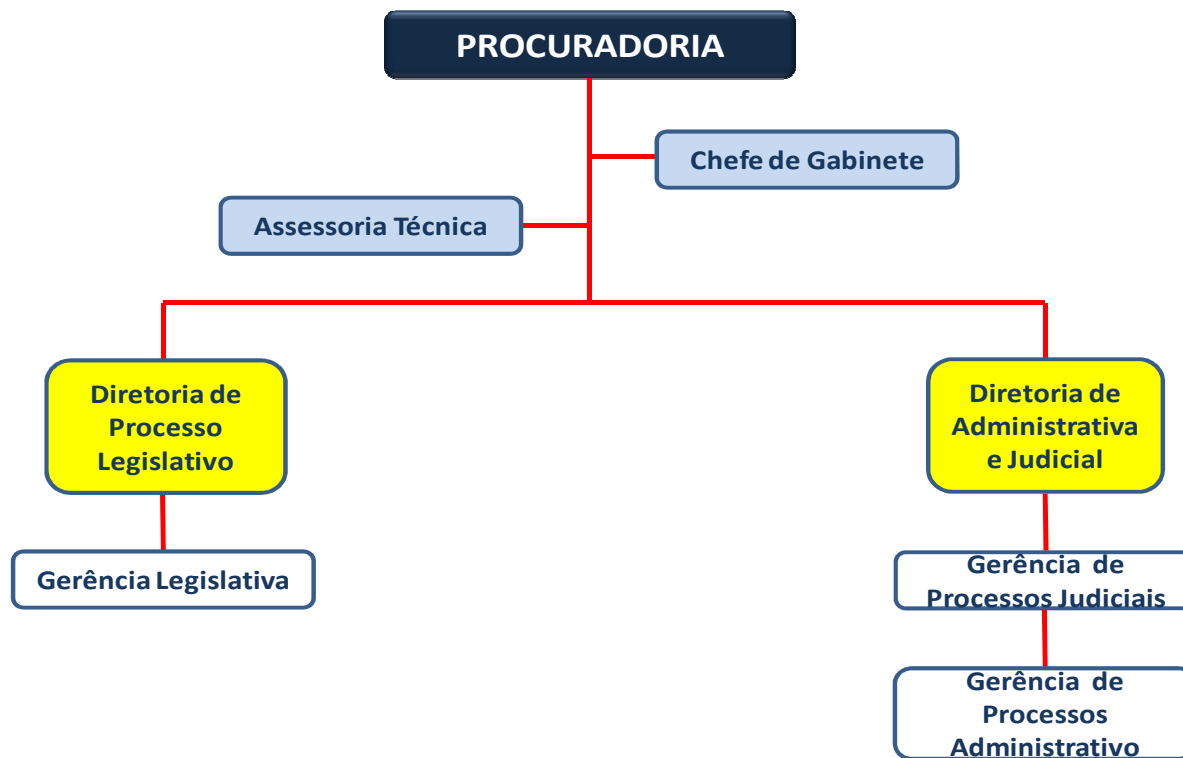 PROCURADORIA
Chefe de Gabinete
Assessoria Técnica
Diretoria de
Processo
Legislativo
Diretoria de
Administrativa
e Judicial
Gerência Legislativa
Gerência de
Processos Judiciais
Gerência de
Processos
Administrativo